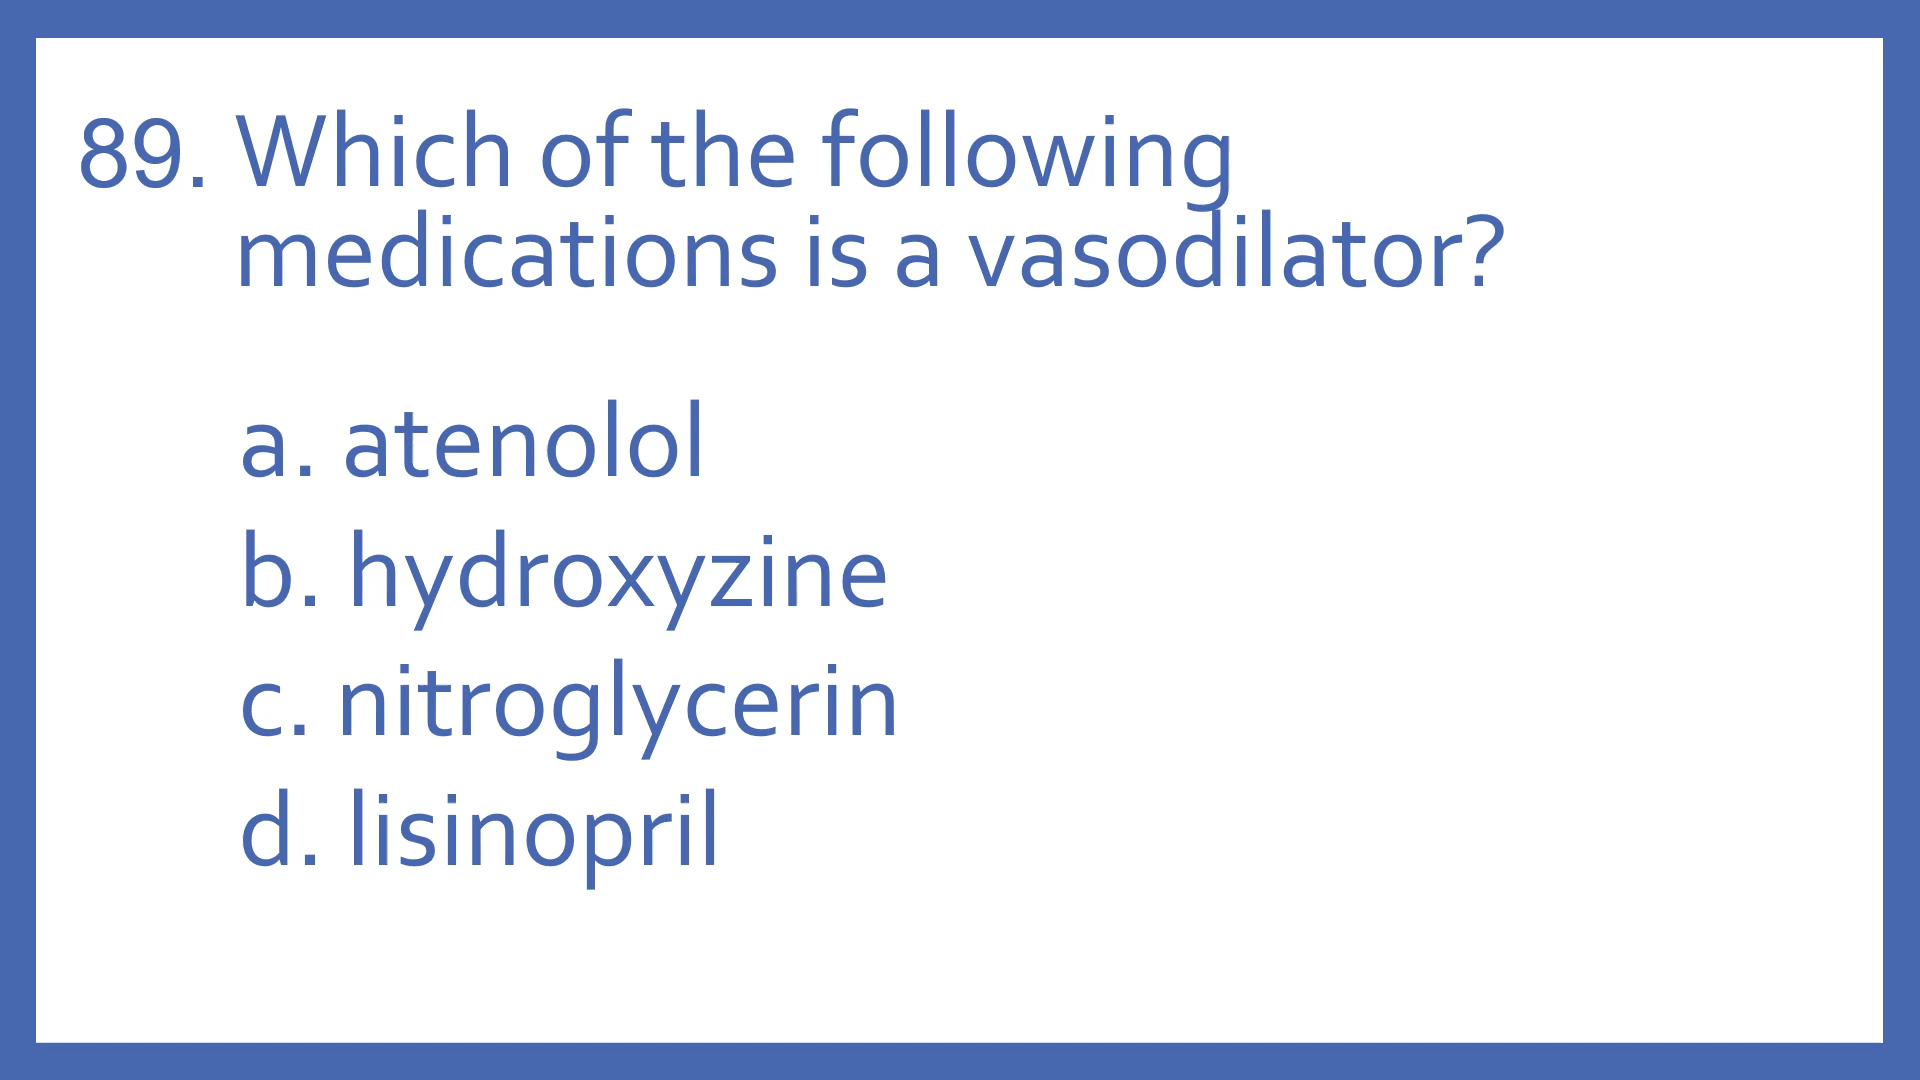 89. Which of the following
medications is a vasodilator?
a. atenolol
b. hydroxyzine
c. nitroglycerin
d. lisinopril